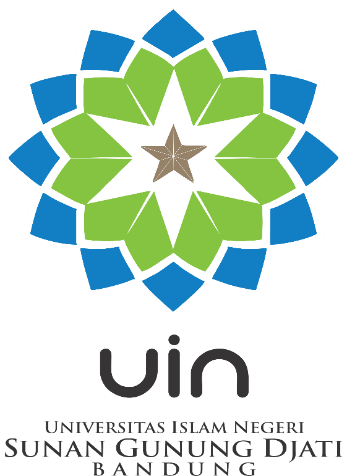 uin
UNIVERSITAS ISLAM NEGERI
SUNAN GUNUNG DJATI
BANDUNG